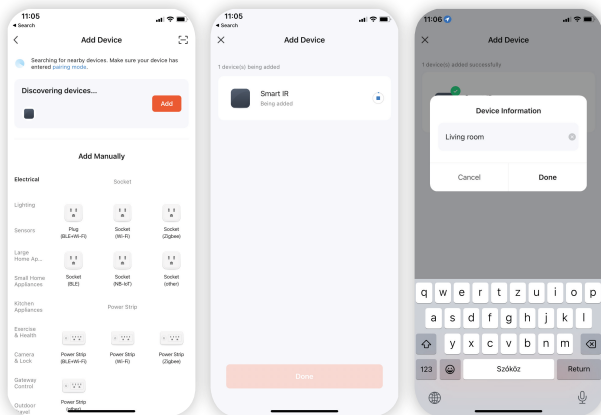 11:05
◂ Search
Add Device
Searching for nearby devices. Make sure your device has
entered pairing mode.
Discovering devices...
Add
Add Manually
Electrical
Socket
Lighting
Sensors
Plug
(BLE+Wi-Fi)
Socket
(Wi-Fi)
Socket
(Zigbee)
Large
Home Ap...
Small Home
Appliances
Socket
(BLE)
Socket
(NB-IoT)
Socket
(other)
Kitchen
Appliances
Power Strip
Exercise
& Health
Camera
& Lock
Power Strip
(BLE+Wi-Fi)
Power Strip
(Wi-Fi)
Power Strip
(Zigbee)
Gateway
Control
Outdoor
Travel
Power Strip
(other)
11:05
◂ Search
Add Device
1 device(s) being added
Smart IR
Being added
Done
11:06
◂ Search
Add Device
1 device(s) added successfully
Device Information
Living room
Cancel
Done
q w e r t z u i o p
a s d f g h j k l
y x c v b n m
123
Szóköz
Return